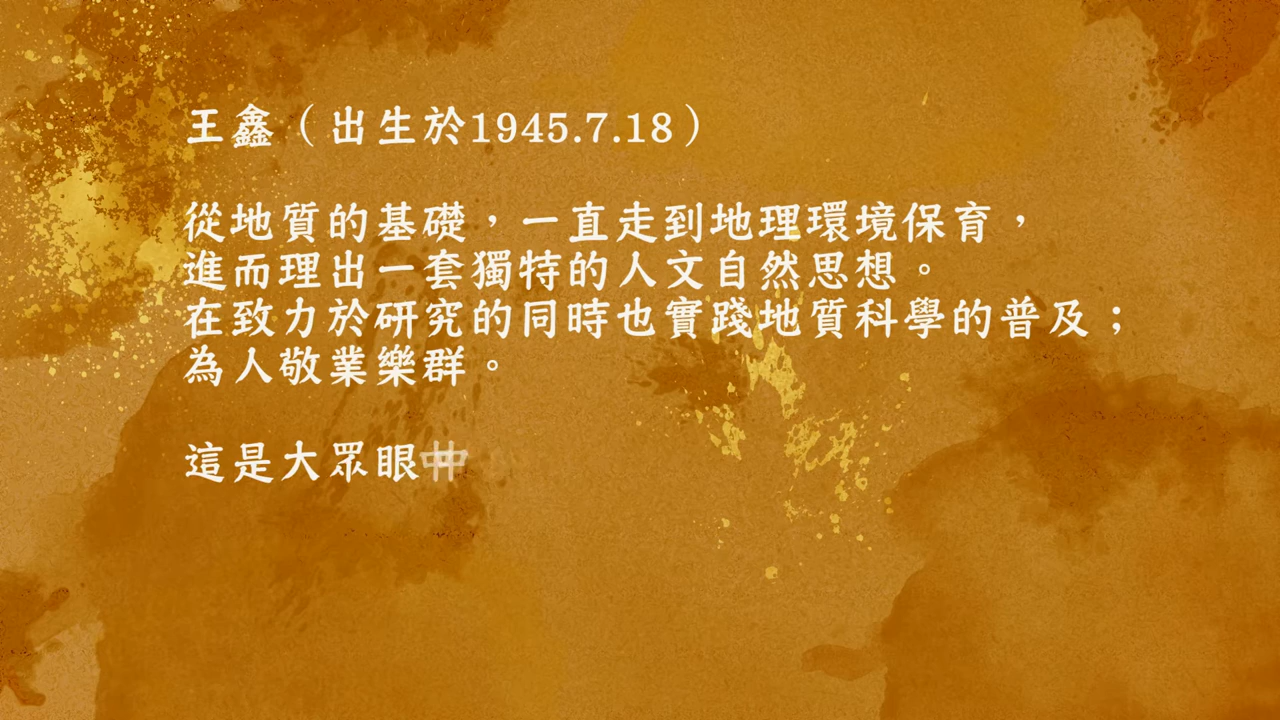 王鑫（出生於1945.7.18）
從地質的基礎，一直走到地理環境保育，
進而理出一套獨特的人文自然思想。
在致力於研究的同時也實踐地質科學的普及；
為人敬業樂群。
這是大眾眼